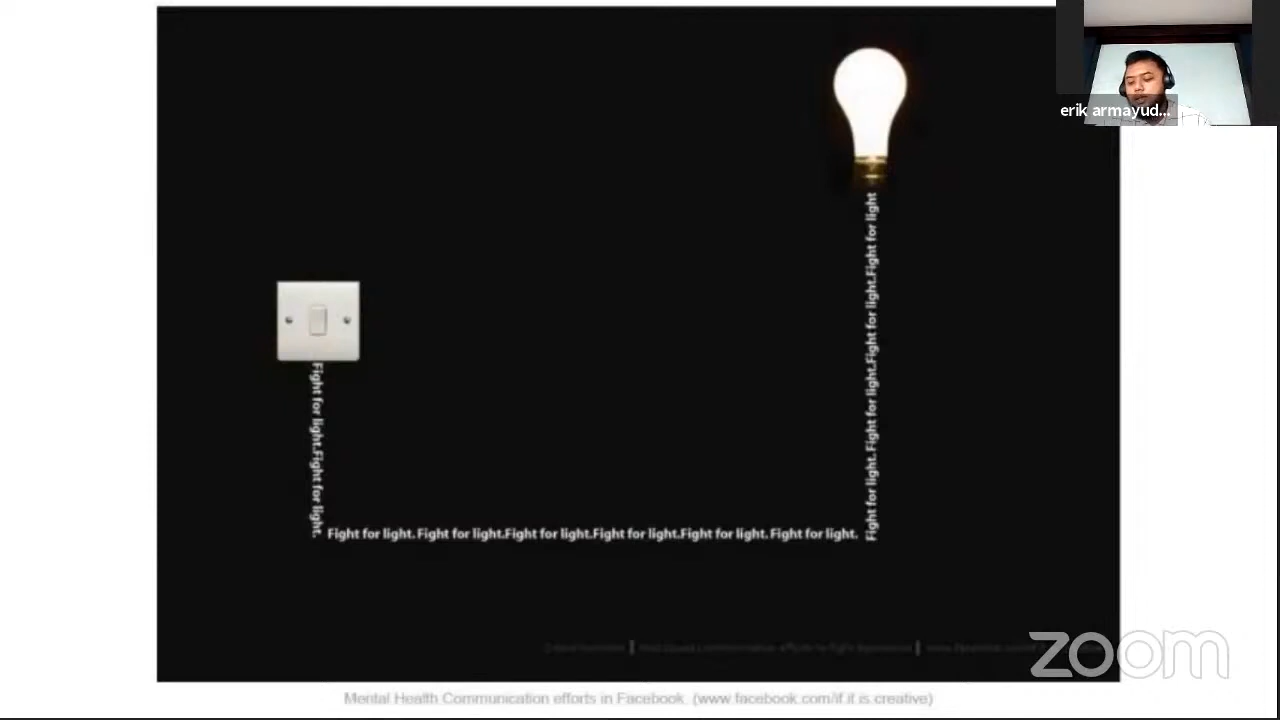 erik armayud...
Fight for light.Fight for light.
Fight for light. Fight for light.Fight for light.Fight for light.Fight for light. Fight for light.
Fight for light. Fight for light.Fight for light.Fight for light
Mental Health Communication efforts in Facebook. (www.facebook.com/if.it.is.creative)
zoom